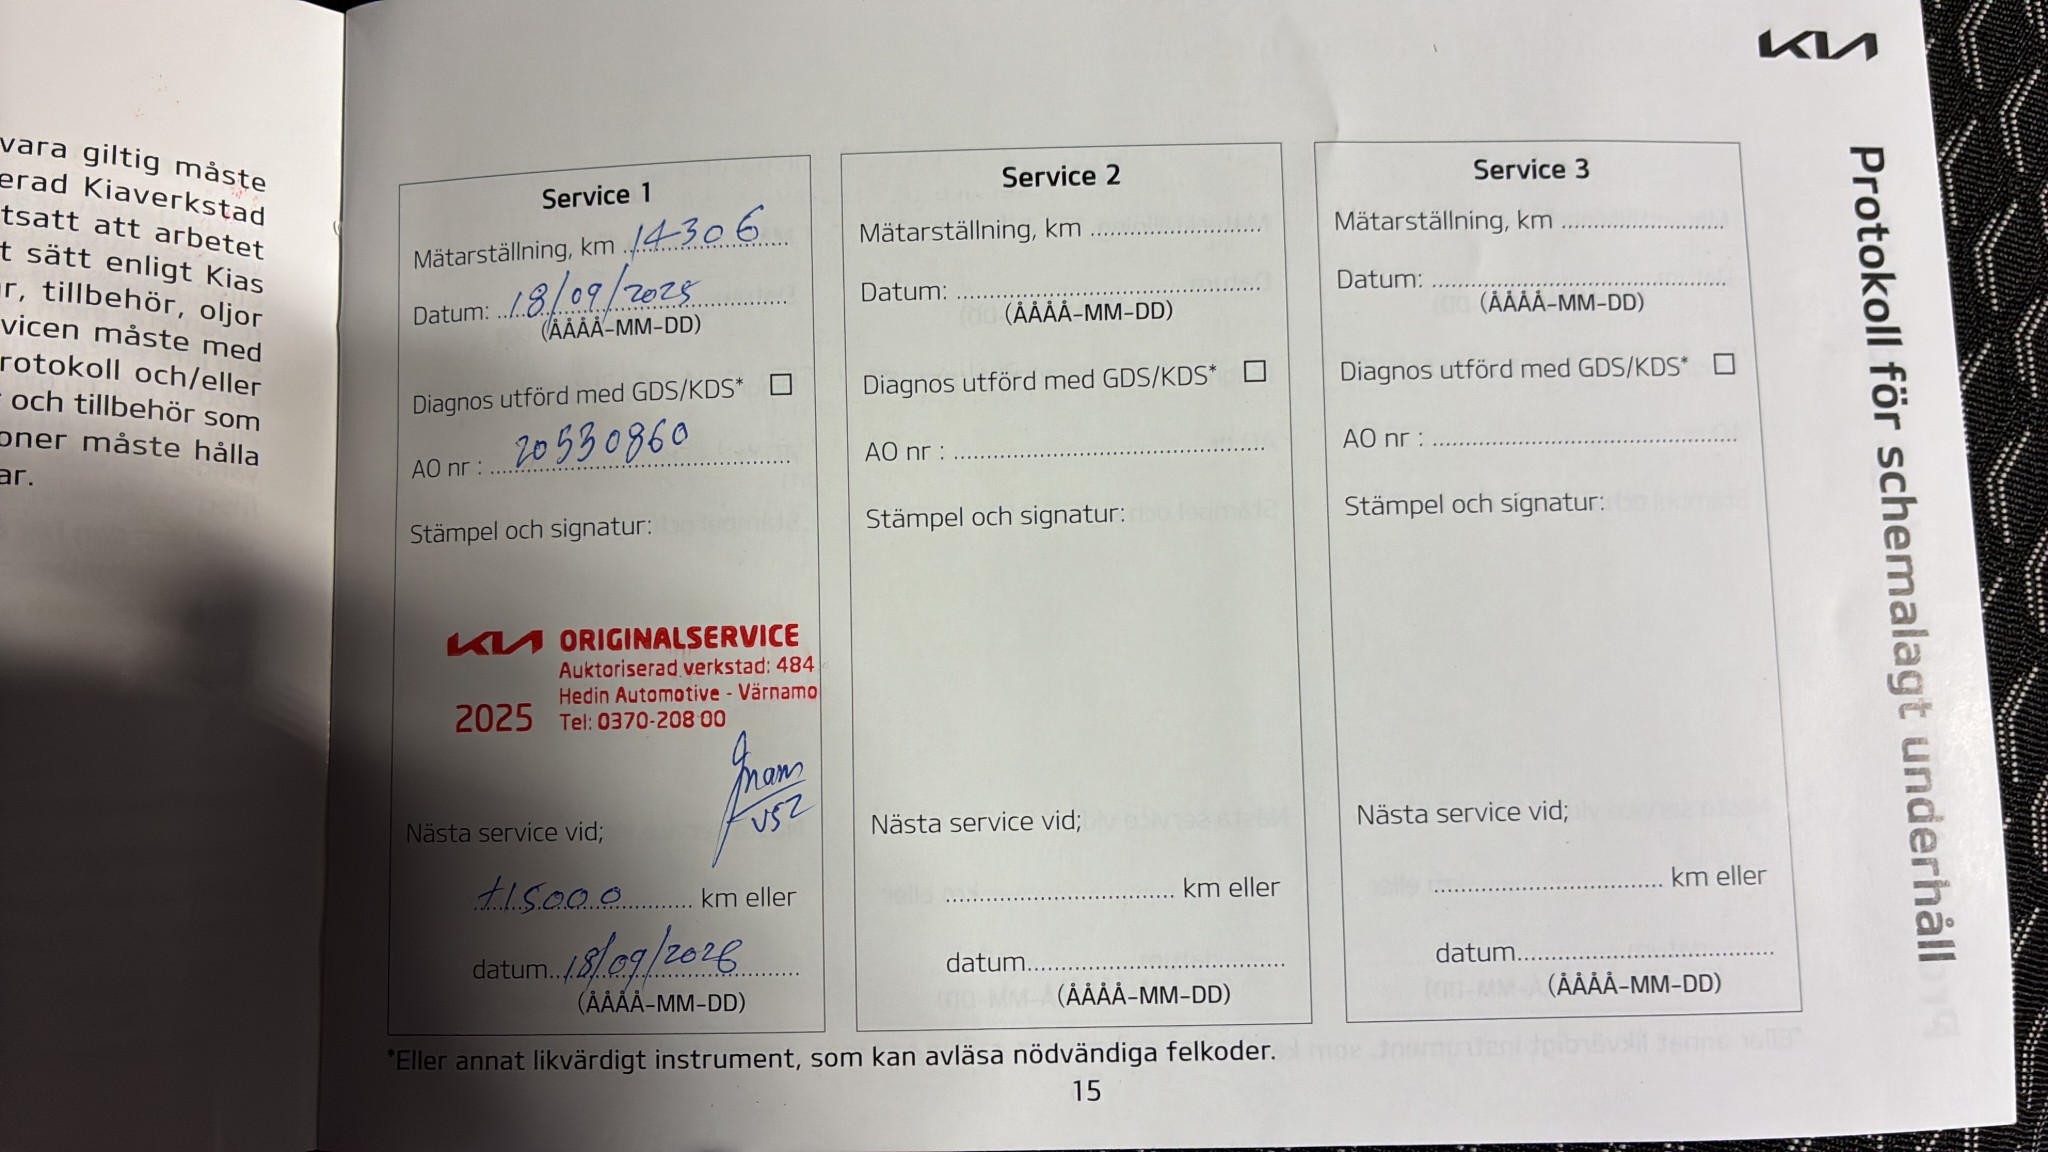 vara giltig måste
erad Kiaverkstad
tsatt att arbetet
t sätt enligt Kias
r, tillbehör, oljor
vicen måste med
rotokoll och/eller
och tillbehör som
oner måste hålla
ar.
KIA
Protokoll för schemalagt underhåll
Service 1
Mätarställning, km 14306
Datum: 18/09/2025
(ÅÅÅÅ-MM-DD)
Diagnos utförd med GDS/KDS*
AO nr : 20530860
Stämpel och signatur:
KIA ORIGINALSERVICE
Auktoriserad verkstad: 484
Hedin Automotive - Värnamo
2025 Tel: 0370-208 00
Nästa service vid;
+15000 km eller
datum 18/09/2026
(ÅÅÅÅ-MM-DD)
Service 2
Mätarställning, km
Datum:
(ÅÅÅÅ-MM-DD)
Diagnos utförd med GDS/KDS*
AO nr :
Stämpel och signatur:
Nästa service vid;
km eller
datum
(ÅÅÅÅ-MM-DD)
Service 3
Mätarställning, km
Datum:
(ÅÅÅÅ-MM-DD)
Diagnos utförd med GDS/KDS*
AO nr :
Stämpel och signatur:
Nästa service vid;
km eller
datum
(ÅÅÅÅ-MM-DD)
*Eller annat likvärdigt instrument, som kan avläsa nödvändiga felkoder.
15